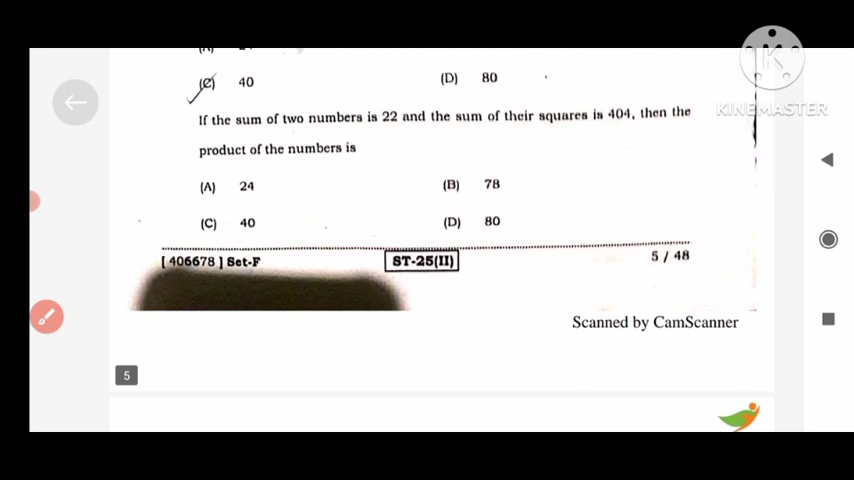 (C) 40 (D) 80
KINEMASTER
If the sum of two numbers is 22 and the sum of their squares is 404, then the
product of the numbers is
(A) 24 (B) 78
(C) 40 (D) 80
[ 406678 ] Set-F ST-25(II) 5 / 48
Scanned by CamScanner
5